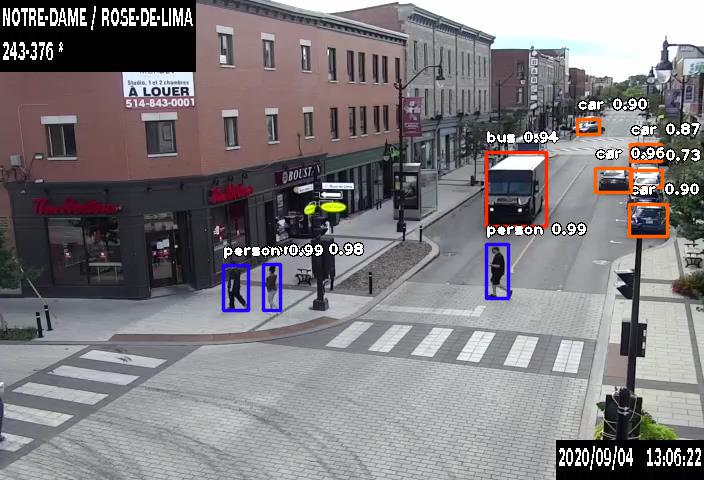 NOTRE-DAME / ROSE-DE-LIMA
243-376 *
Studio, 1 et 2 chambres
À LOUER
514-843-0001
Tim Hortons
Tim Hortons
BOUSTAN
car 0.90
car 0.87
bus 0.94
car 0.96
0.73
car 0.90
person 0.99
person
0.99
0.98
2020/09/04 13:06:22